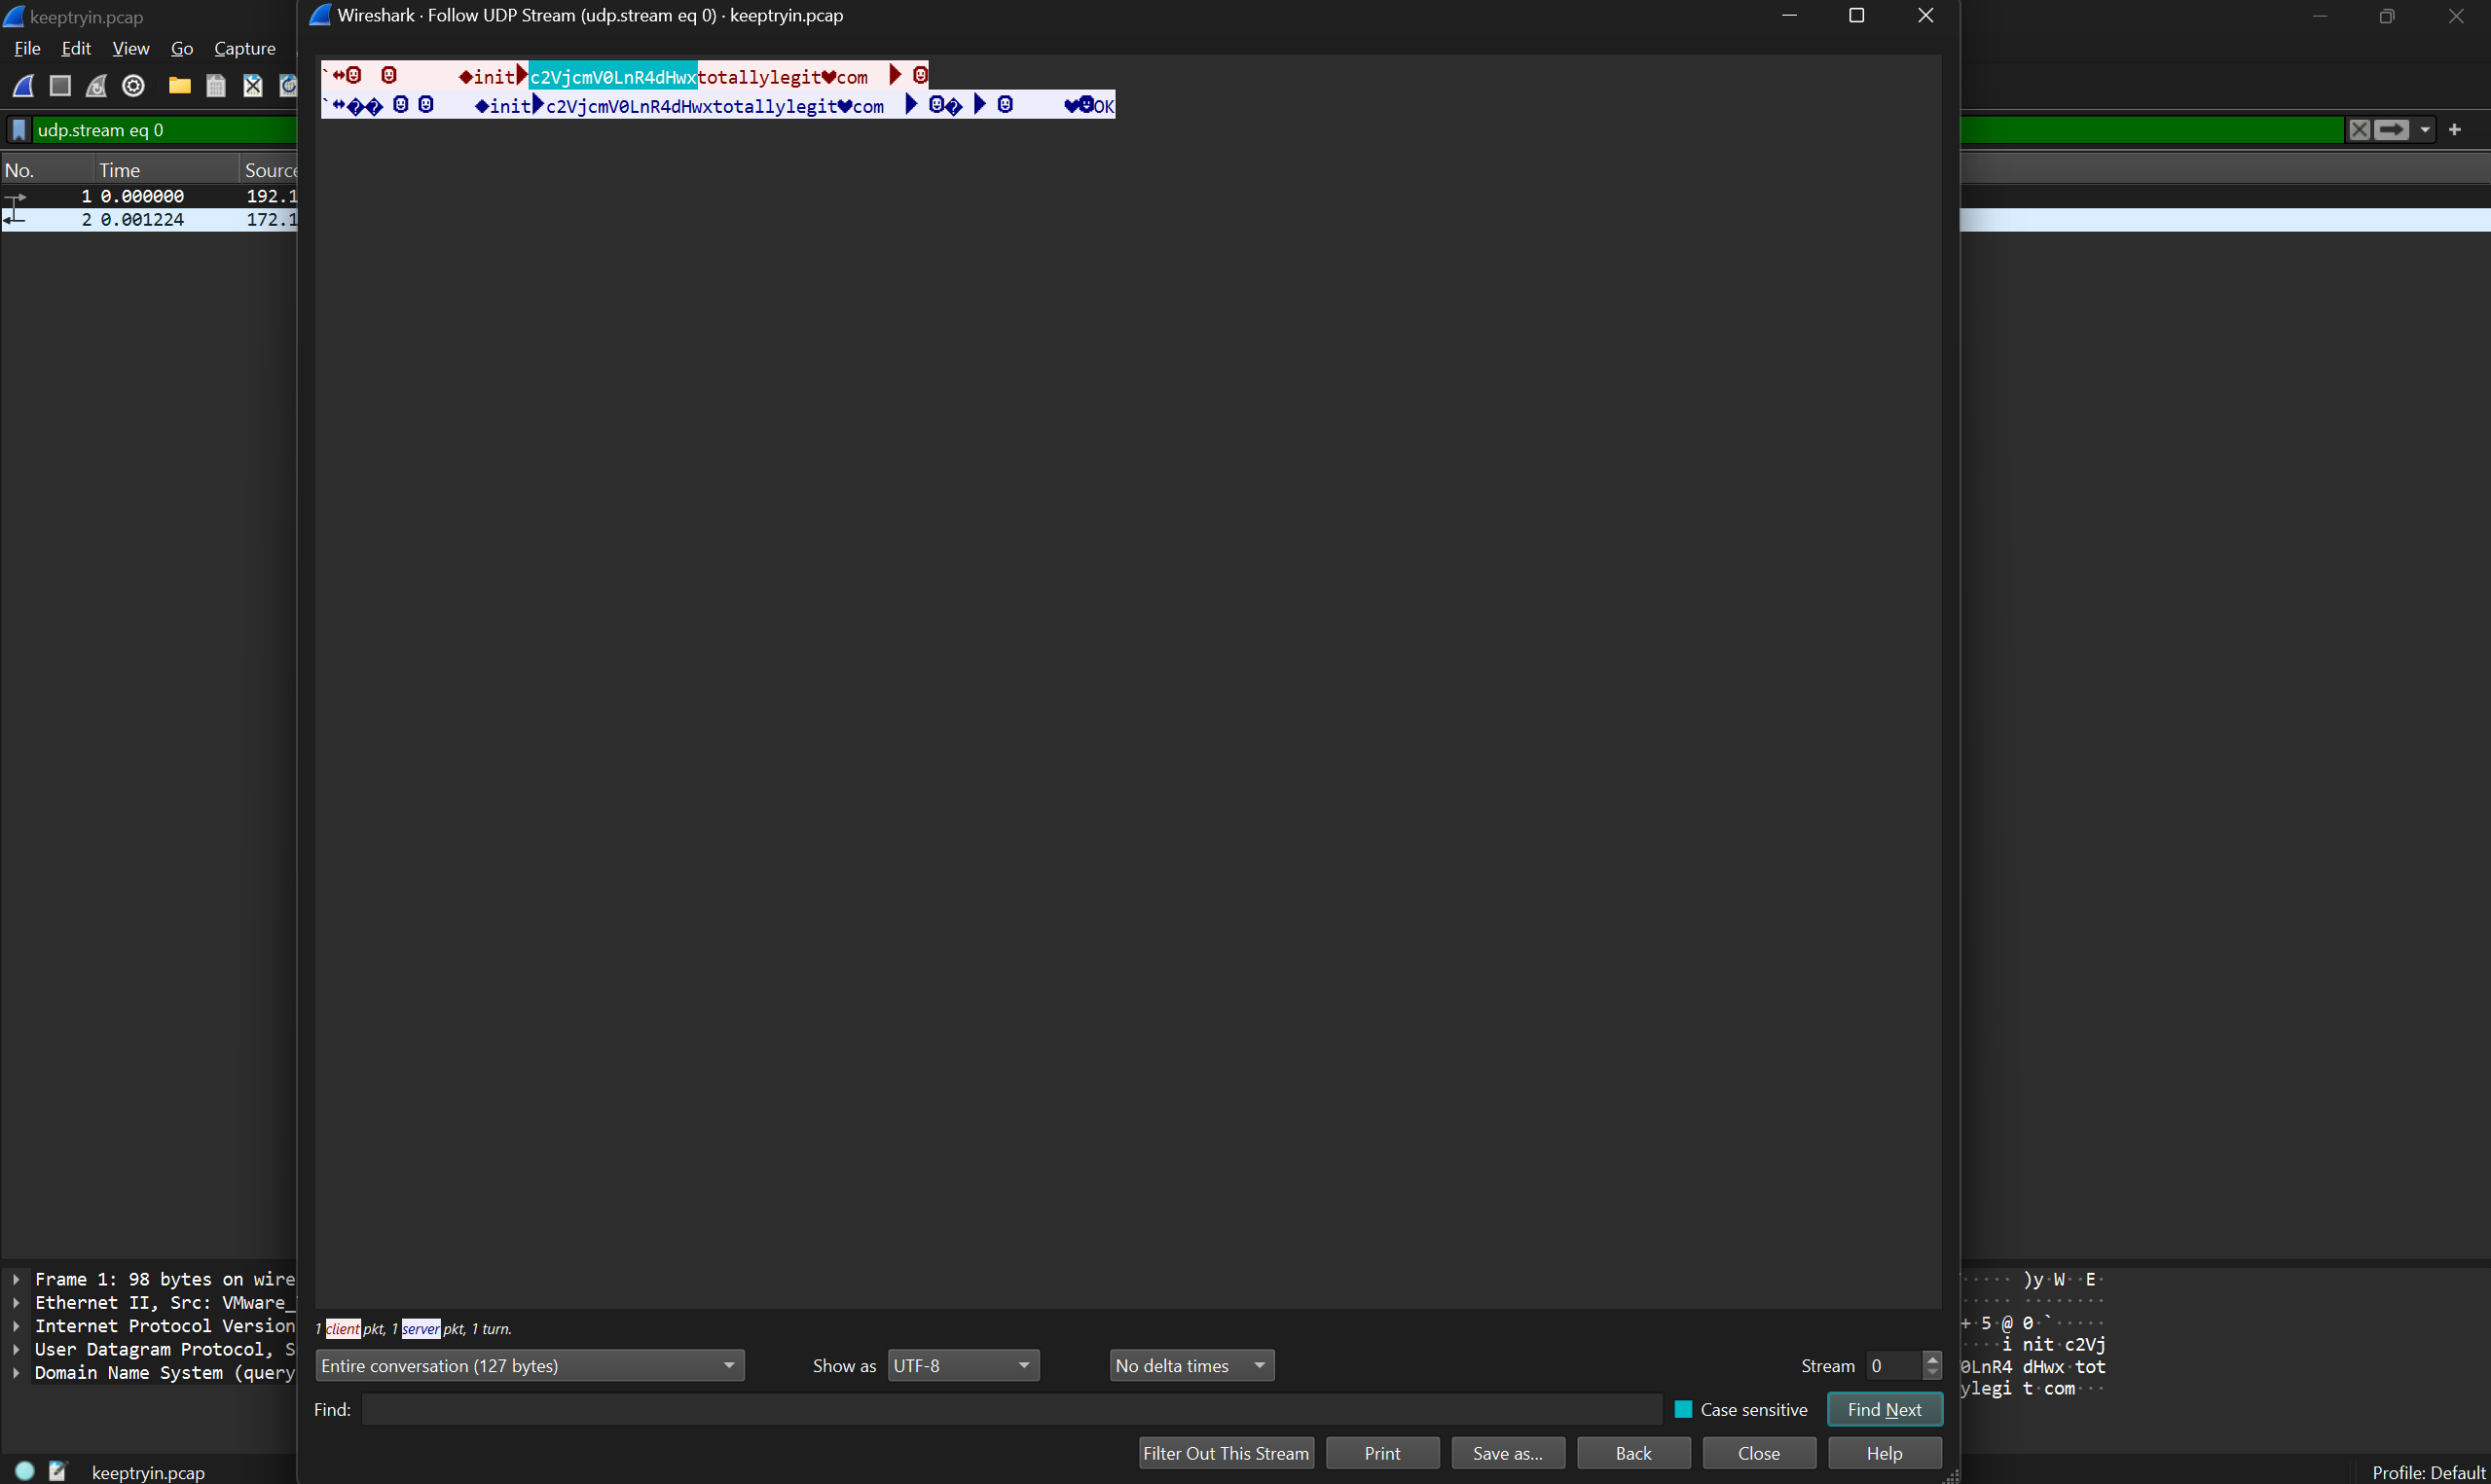 keeptryin.pcap
Wireshark · Follow UDP Stream (udp.stream eq 0) · keeptryin.pcap
File Edit View Go Capture
`↔☺ ☺ ♦init►c2VjcmV0LnR4dHwxtotallylegit♥com ► ☺
`↔�� ☺ ☺ ♦init►c2VjcmV0LnR4dHwxtotallylegit♥com ► ☺� ► ☺ ♥☻OK
udp.stream eq 0
No. Time Source
1 0.000000 192.1
2 0.001224 172.1
Frame 1: 98 bytes on wire
Ethernet II, Src: VMware_
Internet Protocol Version
User Datagram Protocol, S
Domain Name System (query
····· )y·W··E·
····· ········
+·5·@ 0·`·····
····i nit·c2Vj
0LnR4 dHwx·tot
ylegi t·com···
1 client pkt, 1 server pkt, 1 turn.
Entire conversation (127 bytes) Show as UTF-8 No delta times Stream 0
Find: Case sensitive Find Next
Filter Out This Stream Print Save as... Back Close Help
keeptryin.pcap
Profile: Default